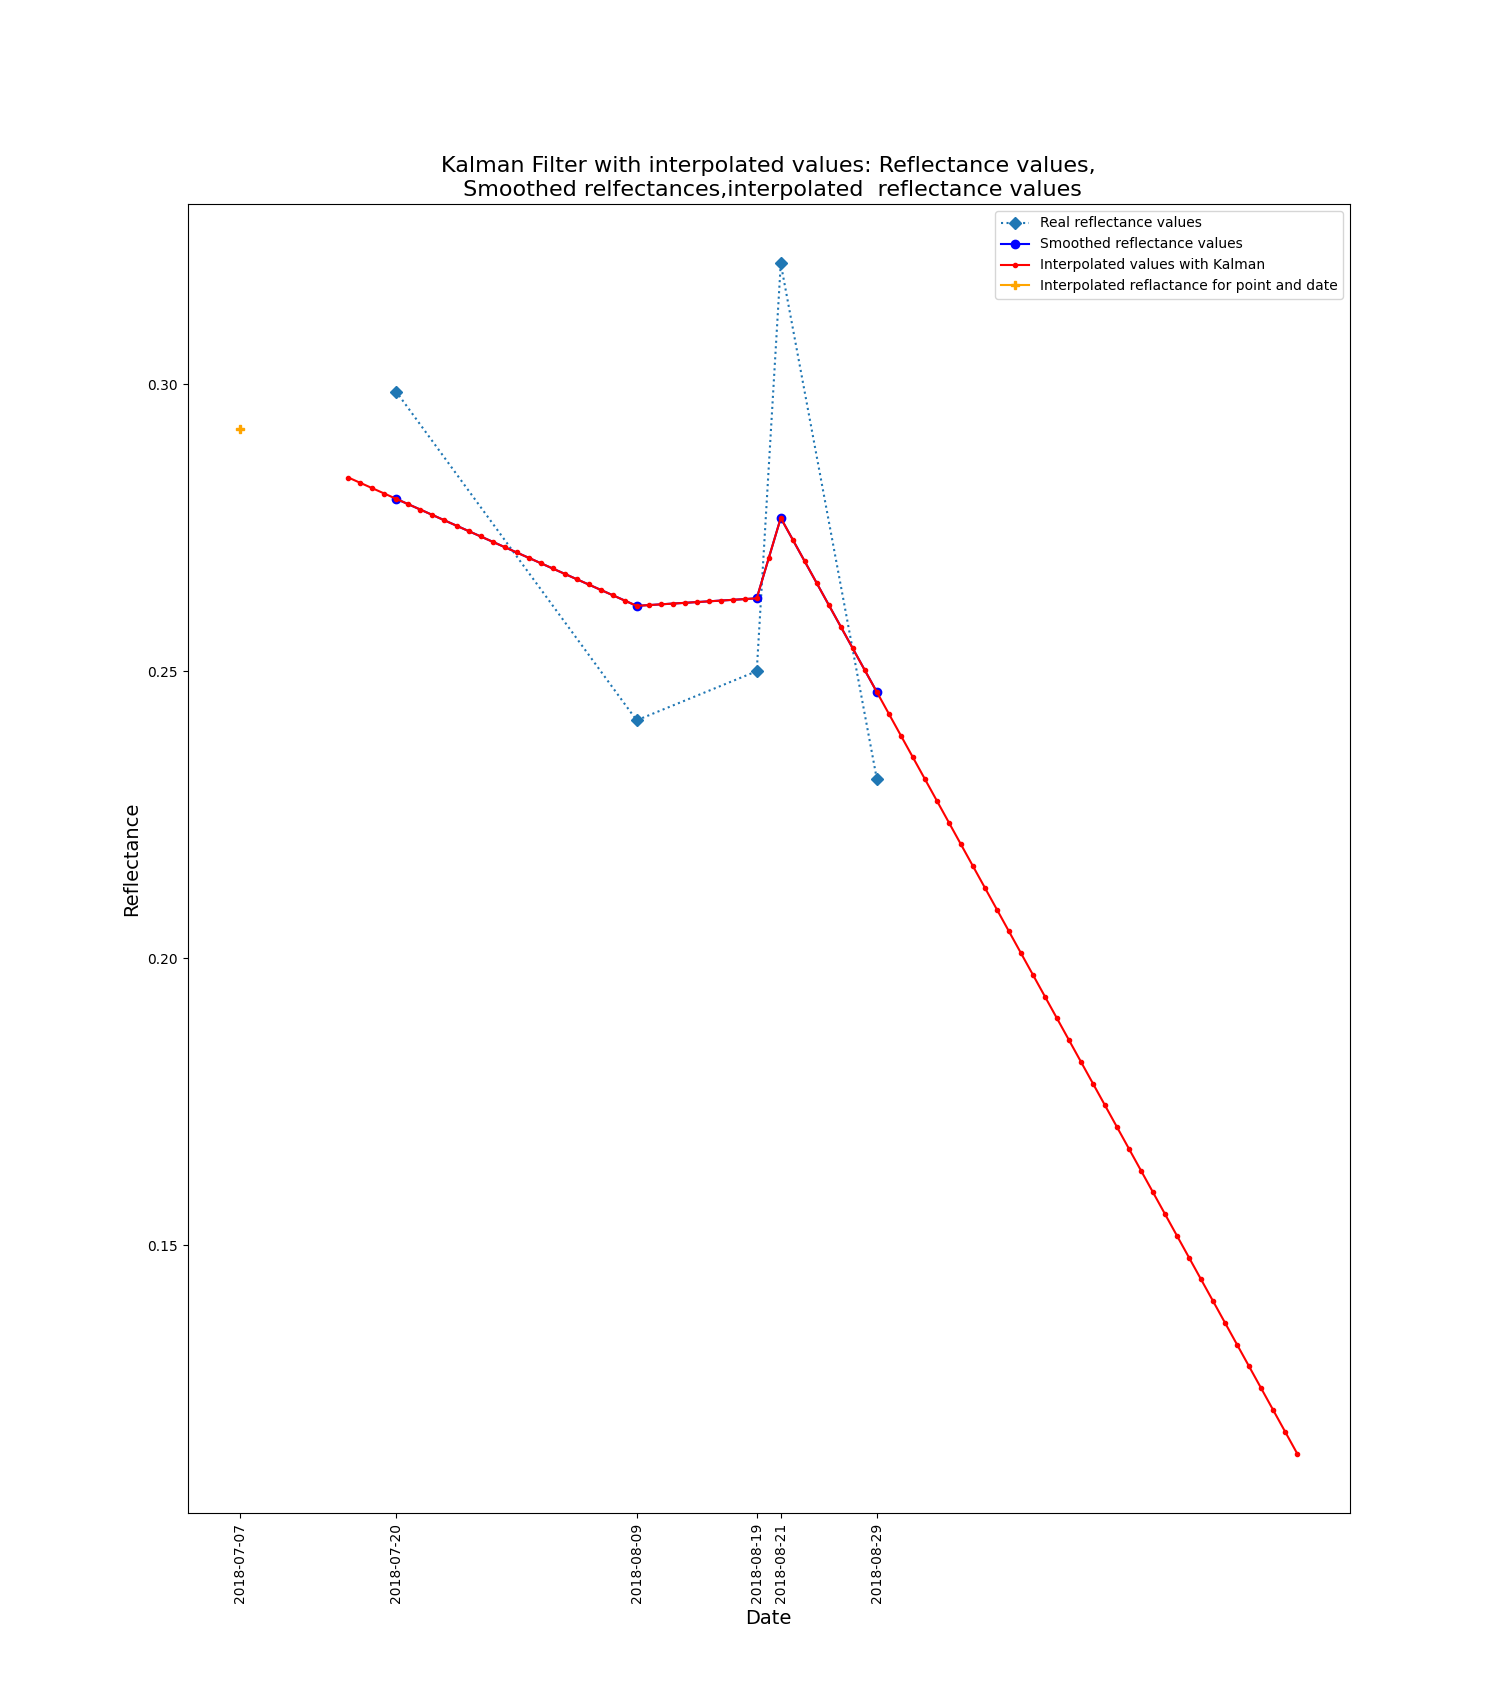 Kalman Filter with interpolated values: Reflectance values,
Smoothed relfectances,interpolated  reflectance values
Real reflectance values
Smoothed reflectance values
Interpolated values with Kalman
Interpolated reflactance for point and date
Reflectance
0.30
0.25
0.20
0.15
2018-07-07
2018-07-20
2018-08-09
2018-08-19
2018-08-21
2018-08-29
Date